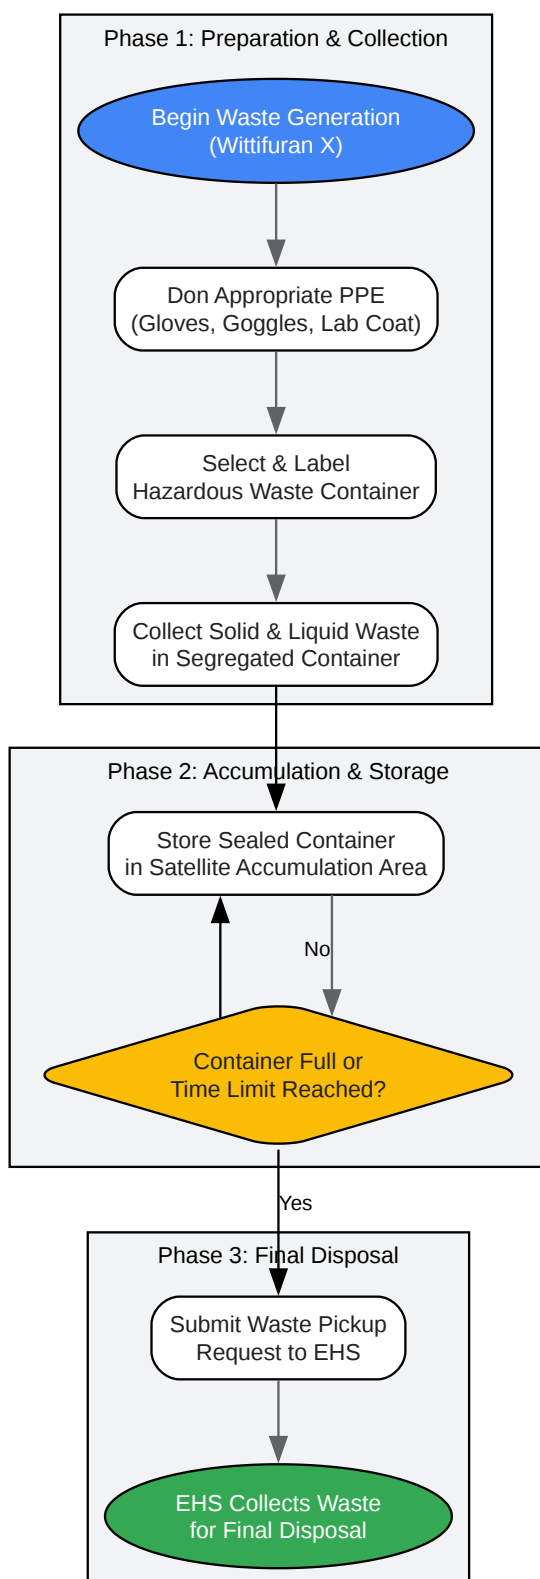 Phase 1: Preparation & Collection
Begin Waste Generation
(Wittifuran X)
Don Appropriate PPE
(Gloves, Goggles, Lab Coat)
Select & Label
Hazardous Waste Container
Collect Solid & Liquid Waste
in Segregated Container
Phase 2: Accumulation & Storage
Store Sealed Container
in Satellite Accumulation Area
No
Container Full or
Time Limit Reached?
Yes
Phase 3: Final Disposal
Submit Waste Pickup
Request to EHS
EHS Collects Waste
for Final Disposal